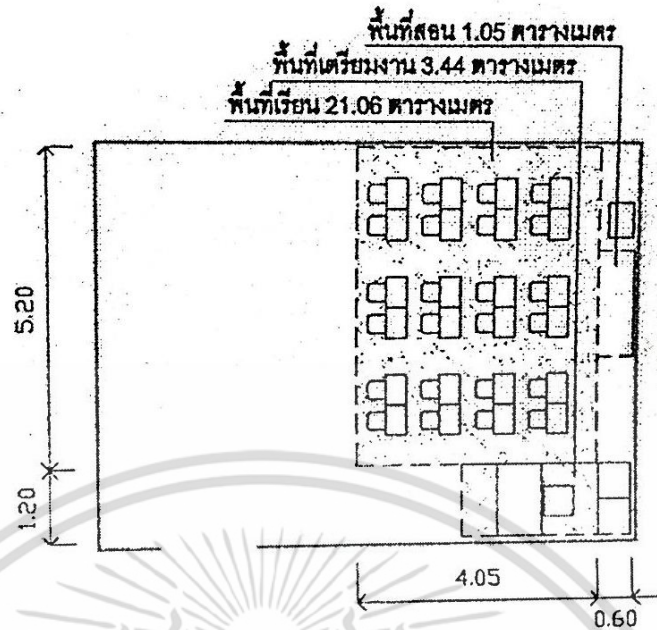 พื้นที่สอน 1.05 ตารางเมตร
พื้นที่เตรียมงาน 3.44 ตารางเมตร
พื้นที่เรียน 21.06 ตารางเมตร
5.20
1.20
4.05
0.60